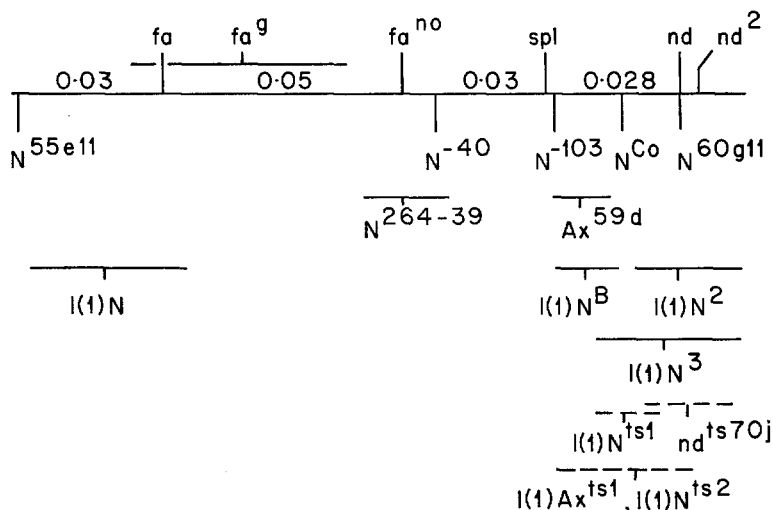 fa fa^g fa^no spl nd nd^2
0·03 0·05 0·03 0·028
N^55e11 N^-40 N^-103 N^Co N^60g11
N^264-39 Ax^59d
l(1)N l(1)N^B l(1)N^2
l(1)N^3
l(1)N^ts1 nd^ts70j
l(1)Ax^ts1, l(1)N^ts2